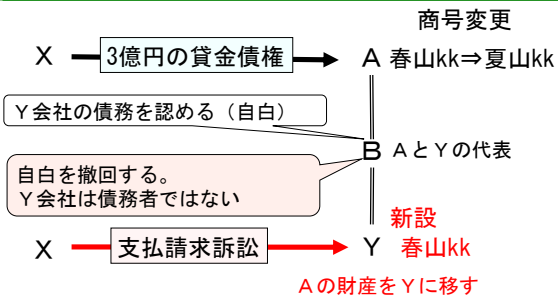 商号変更
X 3億円の貸金債権 A 春山kk⇒夏山kk
Y会社の債務を認める（自白）
B AとYの代表
自白を撤回する。
Y会社は債務者ではない
新設
X 支払請求訴訟 Y 春山kk
Aの財産をYに移す